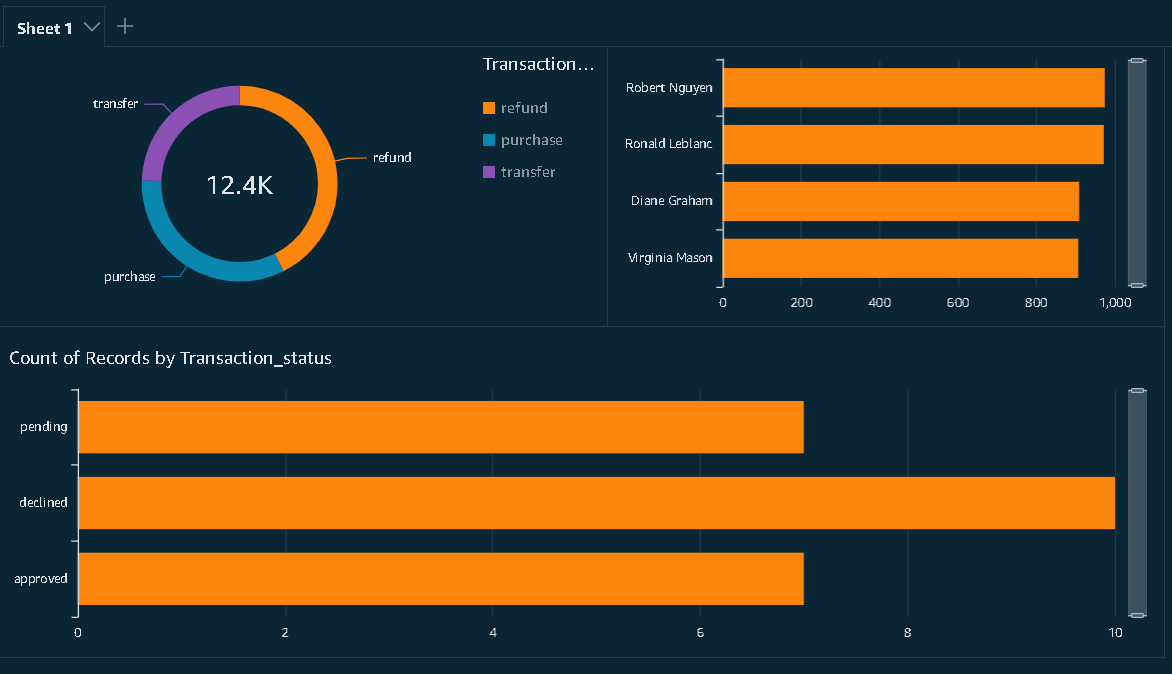 Sheet 1
Transaction...
refund
purchase
transfer
transfer
refund
12.4K
purchase
Robert Nguyen
Ronald Leblanc
Diane Graham
Virginia Mason
0 200 400 600 800 1,000
Count of Records by Transaction_status
pending
declined
approved
0 2 4 6 8 10